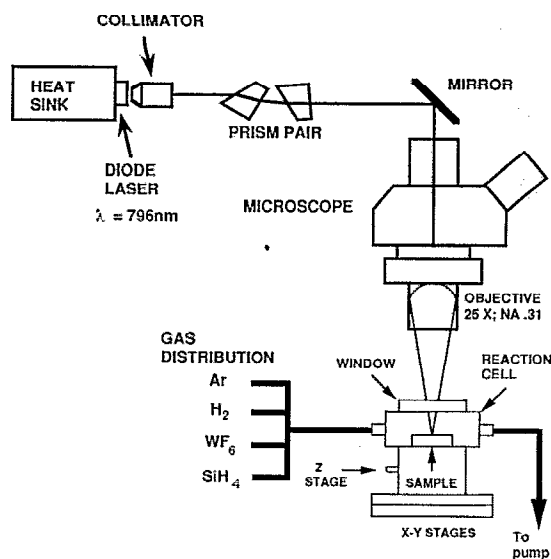 COLLIMATOR
HEAT
SINK
MIRROR
PRISM PAIR
DIODE
LASER
λ = 796nm
MICROSCOPE
OBJECTIVE
25 X; NA .31
GAS
DISTRIBUTION
WINDOW
REACTION
CELL
Ar
H2
WF6
SiH4
Z
STAGE
SAMPLE
X-Y STAGES
To
pump